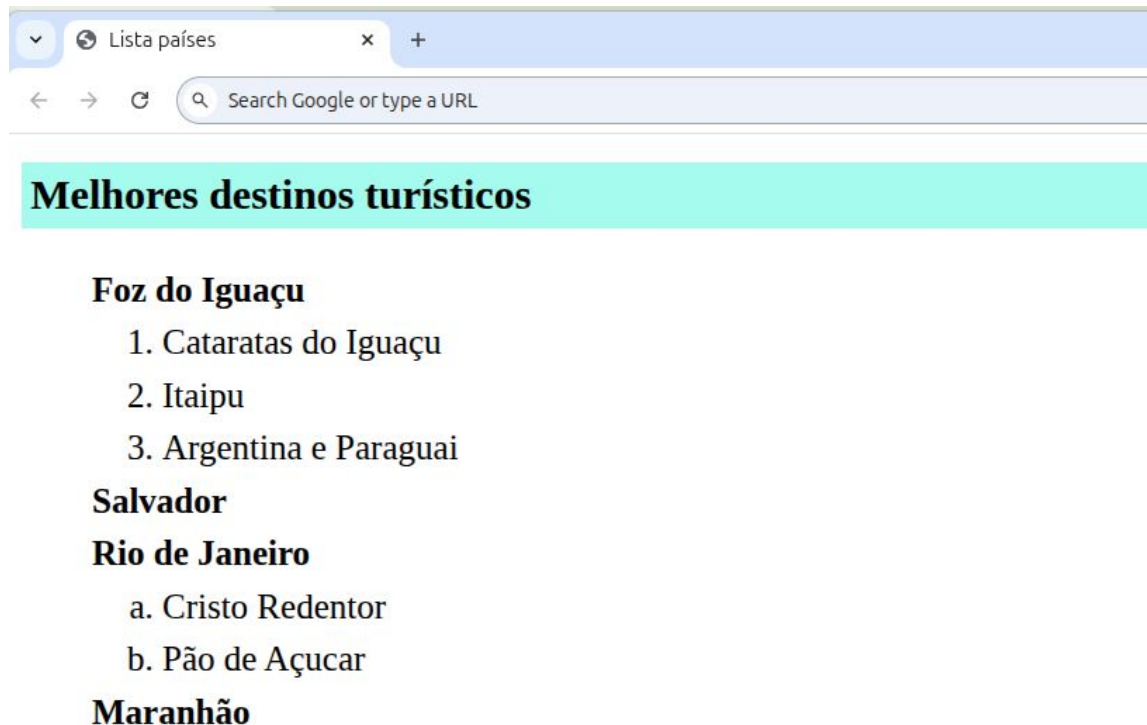 Lista países
Search Google or type a URL
Melhores destinos turísticos
Foz do Iguaçu
1. Cataratas do Iguaçu
2. Itaipu
3. Argentina e Paraguai
Salvador
Rio de Janeiro
a. Cristo Redentor
b. Pão de Açucar
Maranhão